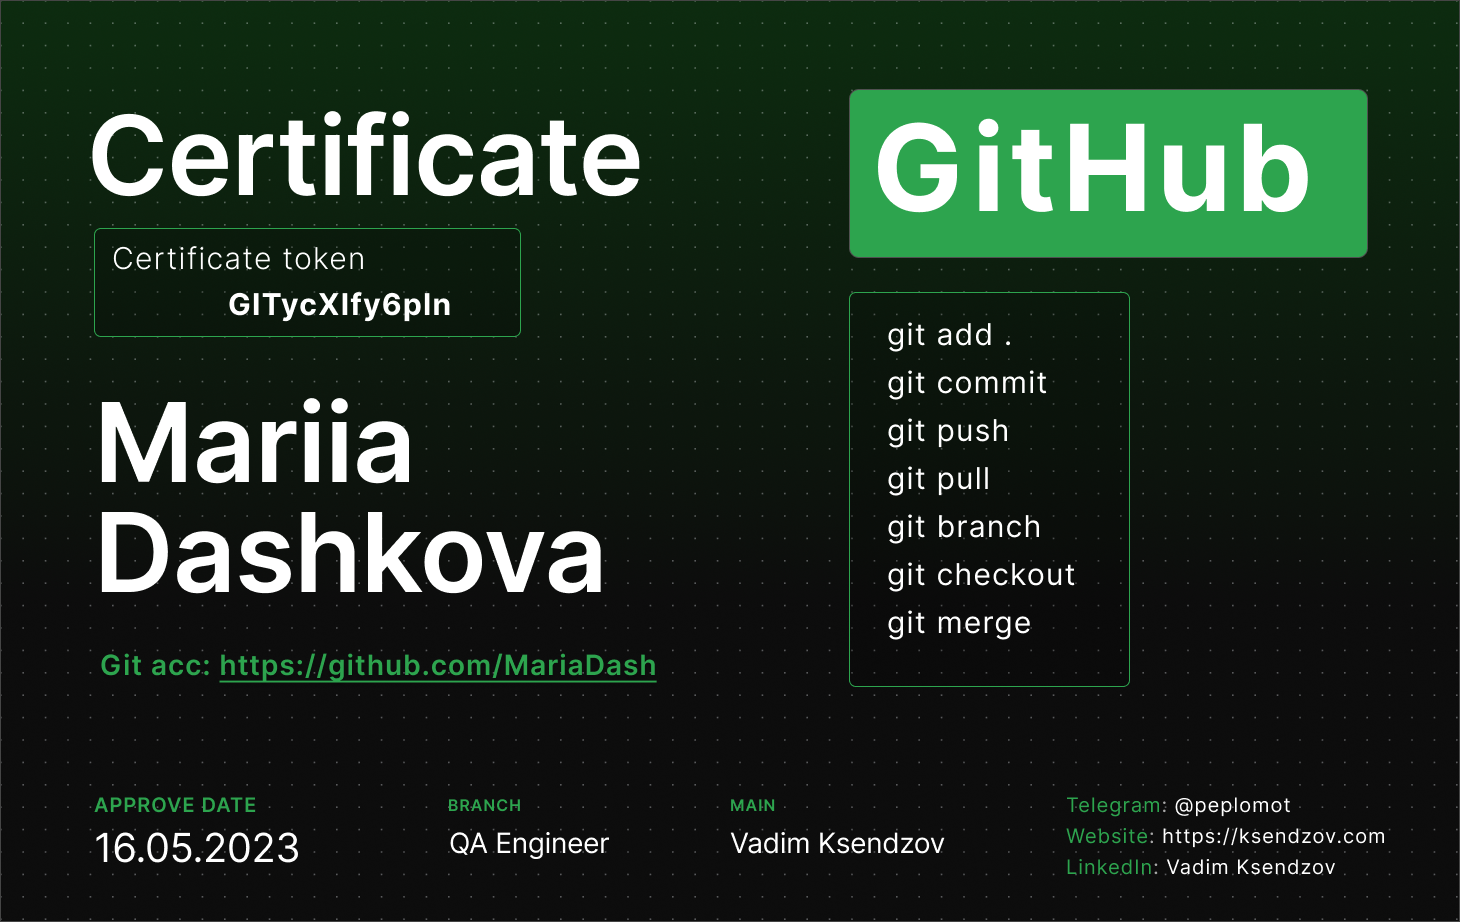 Certificate
Certificate token
GITycXIfy6pIn
Mariia
Dashkova
Git acc: https://github.com/MariaDash
GitHub
git add .
git commit
git push
git pull
git branch
git checkout
git merge
APPROVE DATE
16.05.2023
BRANCH
QA Engineer
MAIN
Vadim Ksendzov
Telegram: @peplomot
Website: https://ksendzov.com
LinkedIn: Vadim Ksendzov